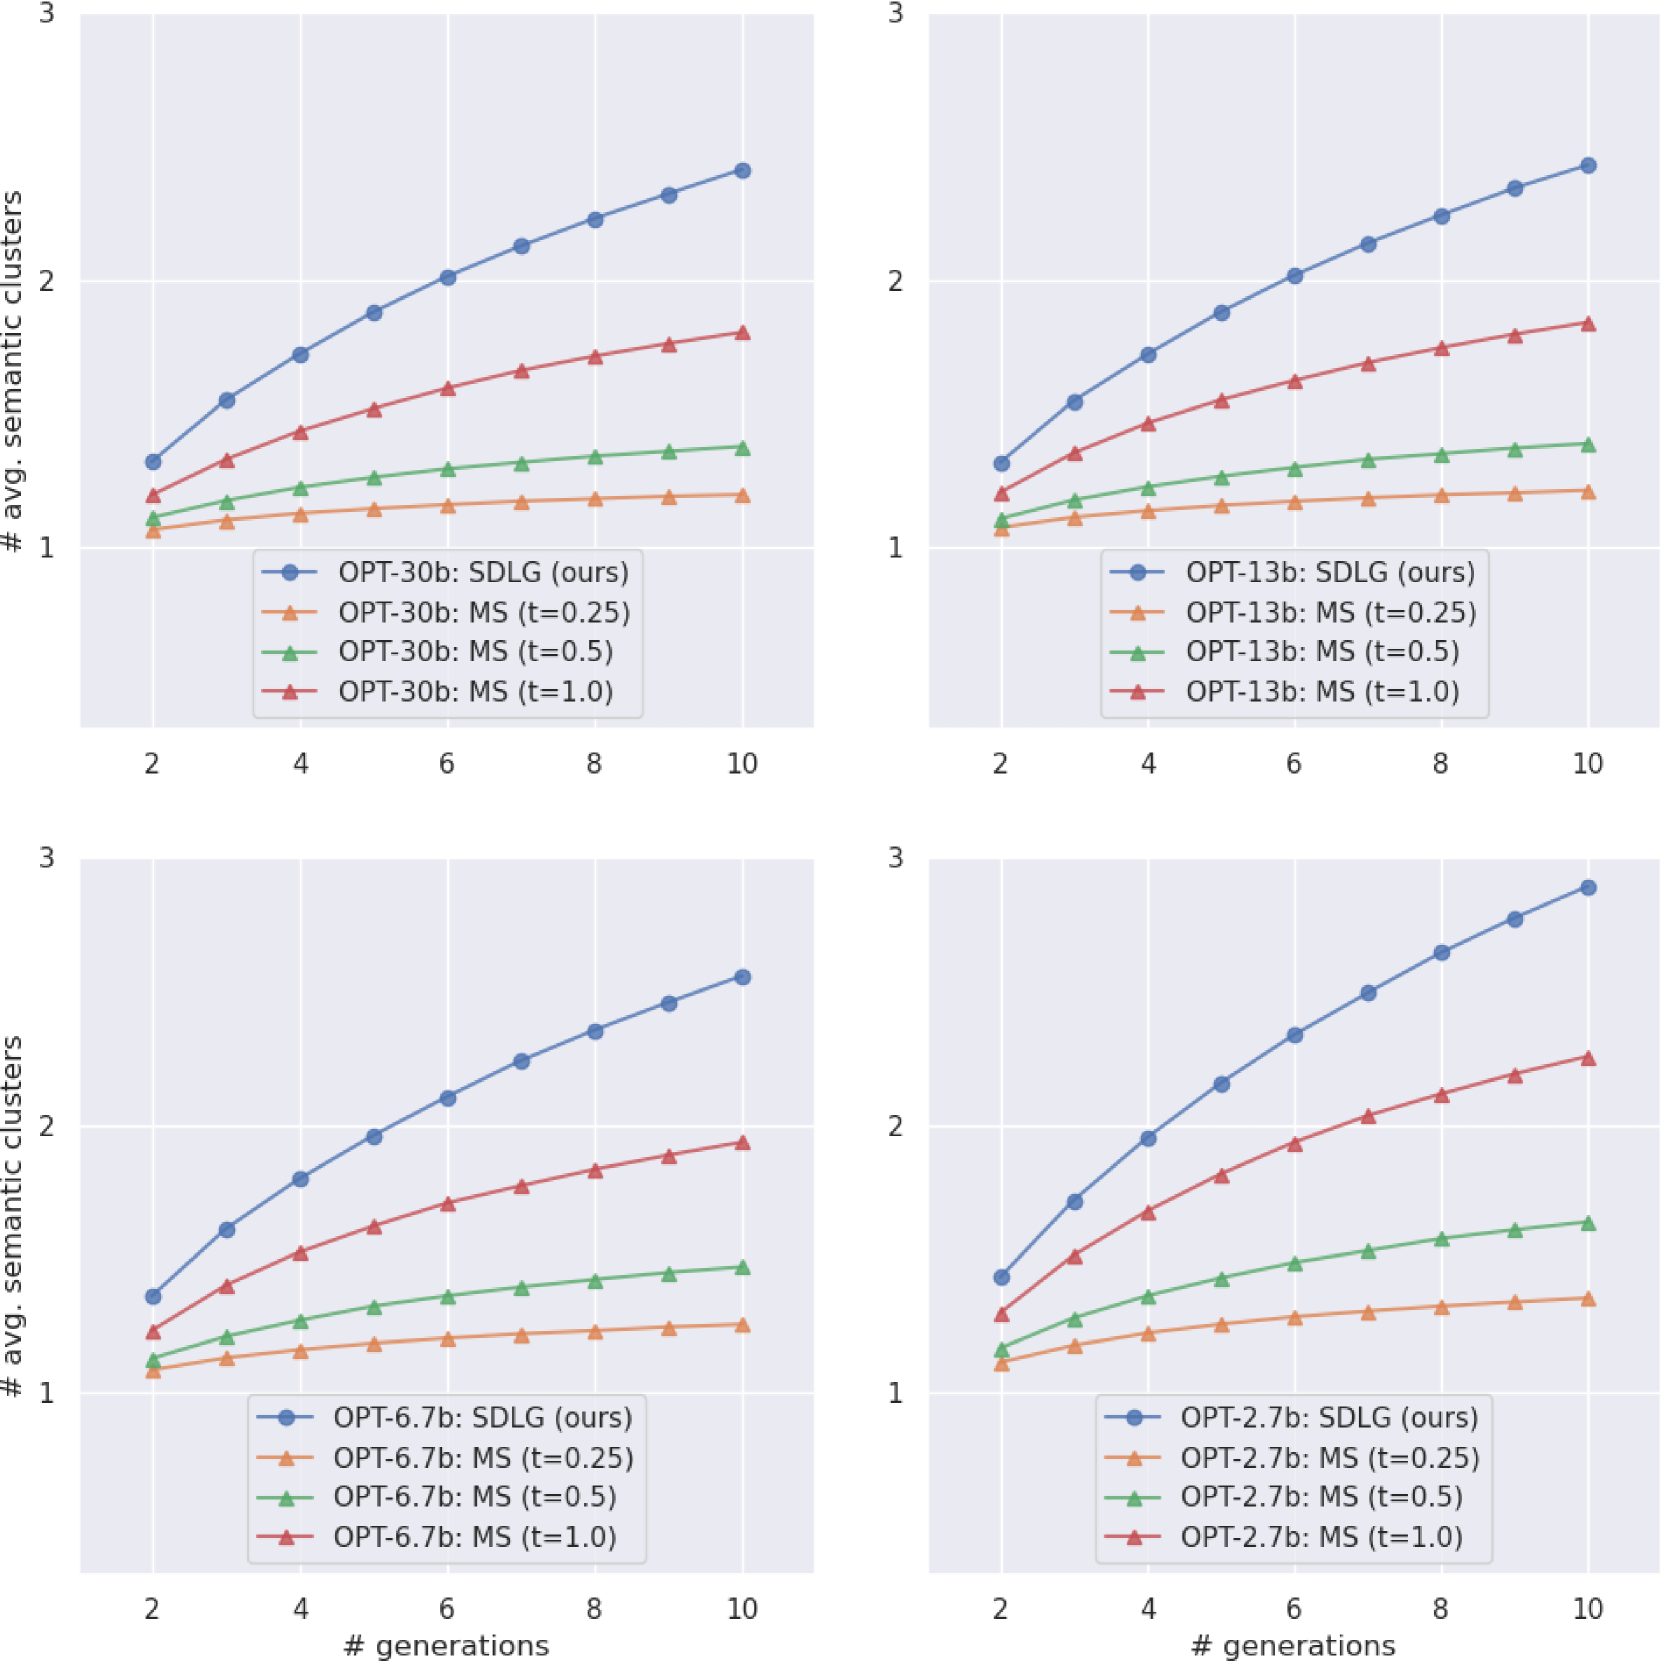 # avg. semantic clusters
3
2
1
OPT-30b: SDLG (ours)
OPT-30b: MS (t=0.25)
OPT-30b: MS (t=0.5)
OPT-30b: MS (t=1.0)
2 4 6 8 10
3
2
1
OPT-13b: SDLG (ours)
OPT-13b: MS (t=0.25)
OPT-13b: MS (t=0.5)
OPT-13b: MS (t=1.0)
2 4 6 8 10
# avg. semantic clusters
3
2
1
OPT-6.7b: SDLG (ours)
OPT-6.7b: MS (t=0.25)
OPT-6.7b: MS (t=0.5)
OPT-6.7b: MS (t=1.0)
2 4 6 8 10
# generations
3
2
1
OPT-2.7b: SDLG (ours)
OPT-2.7b: MS (t=0.25)
OPT-2.7b: MS (t=0.5)
OPT-2.7b: MS (t=1.0)
2 4 6 8 10
# generations